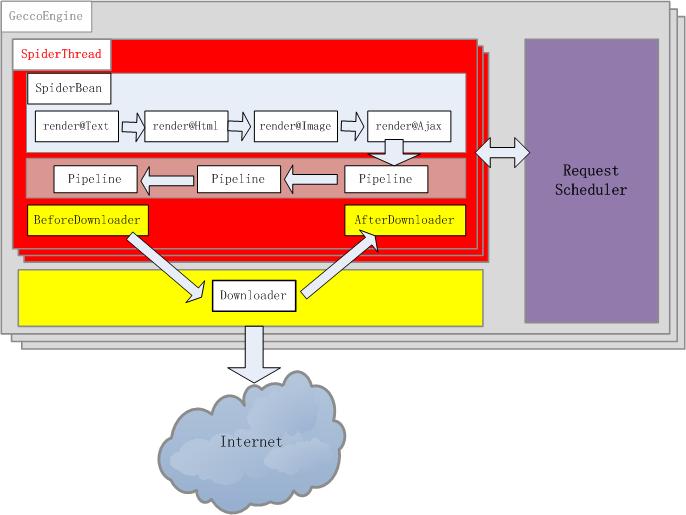 GeccoEngine
SpiderThread
SpiderBean
render@Text render@Html render@Image render@Ajax
Pipeline Pipeline Pipeline
Request
Scheduler
BeforeDownloader AfterDownloader
Downloader
Internet